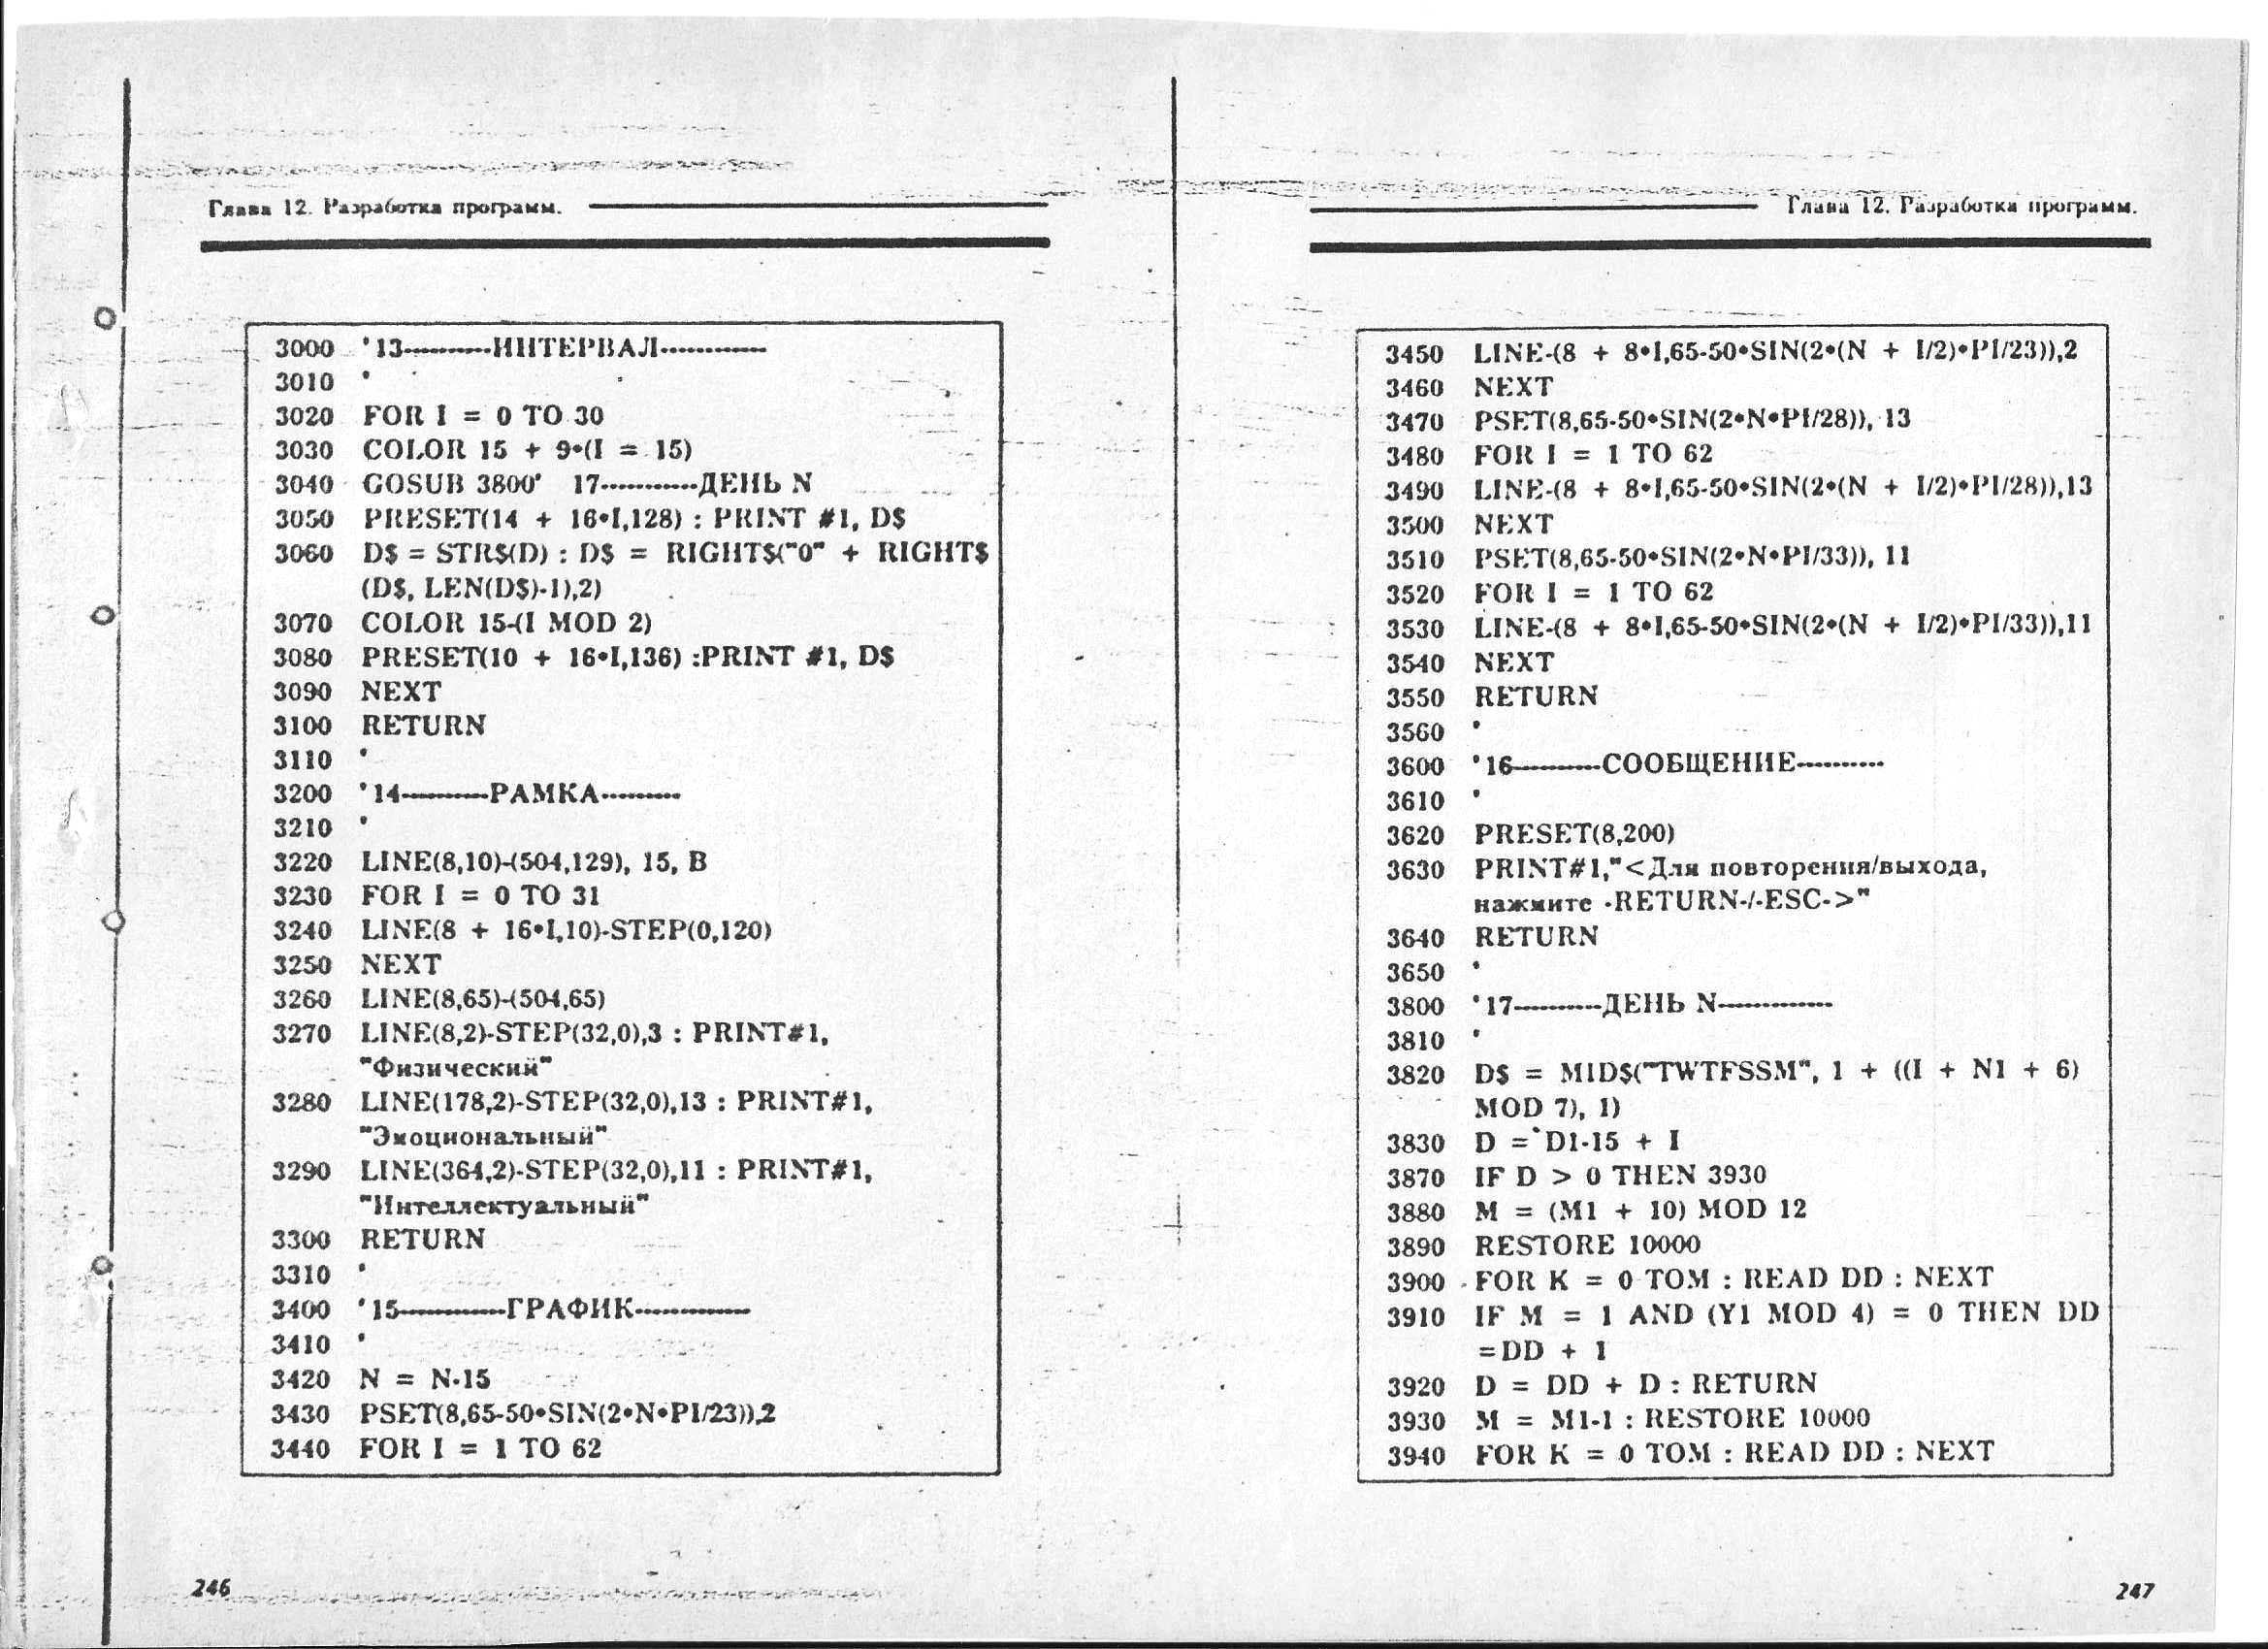 Глава 12. Разработка программ.
3000 '13-----------ИНТЕРВАЛ-------------
3010 '
3020 FOR I = 0 TO 30
3030 COLOR 15 + 9*(I = 15)
3040 GOSUB 3800' 17------------ДЕНЬ N
3050 PRESET(14 + 16*I,128) : PRINT #1, D$
3060 D$ = STR$(D) : D$ = RIGHT$("0" + RIGHT$
(D$, LEN(D$)-1),2)
3070 COLOR 15-(I MOD 2)
3080 PRESET(10 + 16*I,136) :PRINT #1, D$
3090 NEXT
3100 RETURN
3110 '
3200 '14-----------РАМКА----------
3210 '
3220 LINE(8,10)-(504,129), 15, B
3230 FOR I = 0 TO 31
3240 LINE(8 + 16*I,10)-STEP(0,120)
3250 NEXT
3260 LINE(8,65)-(504,65)
3270 LINE(8,2)-STEP(32,0),3 : PRINT#1,
"Физический"
3280 LINE(178,2)-STEP(32,0),13 : PRINT#1,
"Эмоциональный"
3290 LINE(364,2)-STEP(32,0),11 : PRINT#1,
"Интеллектуальный"
3300 RETURN
3310 '
3400 '15-------------ГРАФИК--------------
3410 '
3420 N = N-15
3430 PSET(8,65-50*SIN(2*N*PI/23)),2
3440 FOR I = 1 TO 62
246
Глава 12. Разработка программ.
3450 LINE-(8 + 8*I,65-50*SIN(2*(N + I/2)*PI/23)),2
3460 NEXT
3470 PSET(8,65-50*SIN(2*N*PI/28)), 13
3480 FOR I = 1 TO 62
3490 LINE-(8 + 8*I,65-50*SIN(2*(N + I/2)*PI/28)),13
3500 NEXT
3510 PSET(8,65-50*SIN(2*N*PI/33)), 11
3520 FOR I = 1 TO 62
3530 LINE-(8 + 8*I,65-50*SIN(2*(N + I/2)*PI/33)),11
3540 NEXT
3550 RETURN
3560 '
3600 '16-----------СООБЩЕНИЕ-----------
3610 '
3620 PRESET(8,200)
3630 PRINT#1,"<Для повторения/выхода,
нажмите -RETURN-/-ESC->"
3640 RETURN
3650 '
3800 '17-----------ДЕНЬ N--------------
3810 '
3820 D$ = MID$("TWTFSSM", 1 + ((I + N1 + 6)
MOD 7), 1)
3830 D = D1-15 + I
3870 IF D > 0 THEN 3930
3880 M = (M1 + 10) MOD 12
3890 RESTORE 10000
3900 FOR K = 0 TOM : READ DD : NEXT
3910 IF M = 1 AND (Y1 MOD 4) = 0 THEN DD
=DD + 1
3920 D = DD + D : RETURN
3930 M = M1-1 : RESTORE 10000
3940 FOR K = 0 TOM : READ DD : NEXT
247